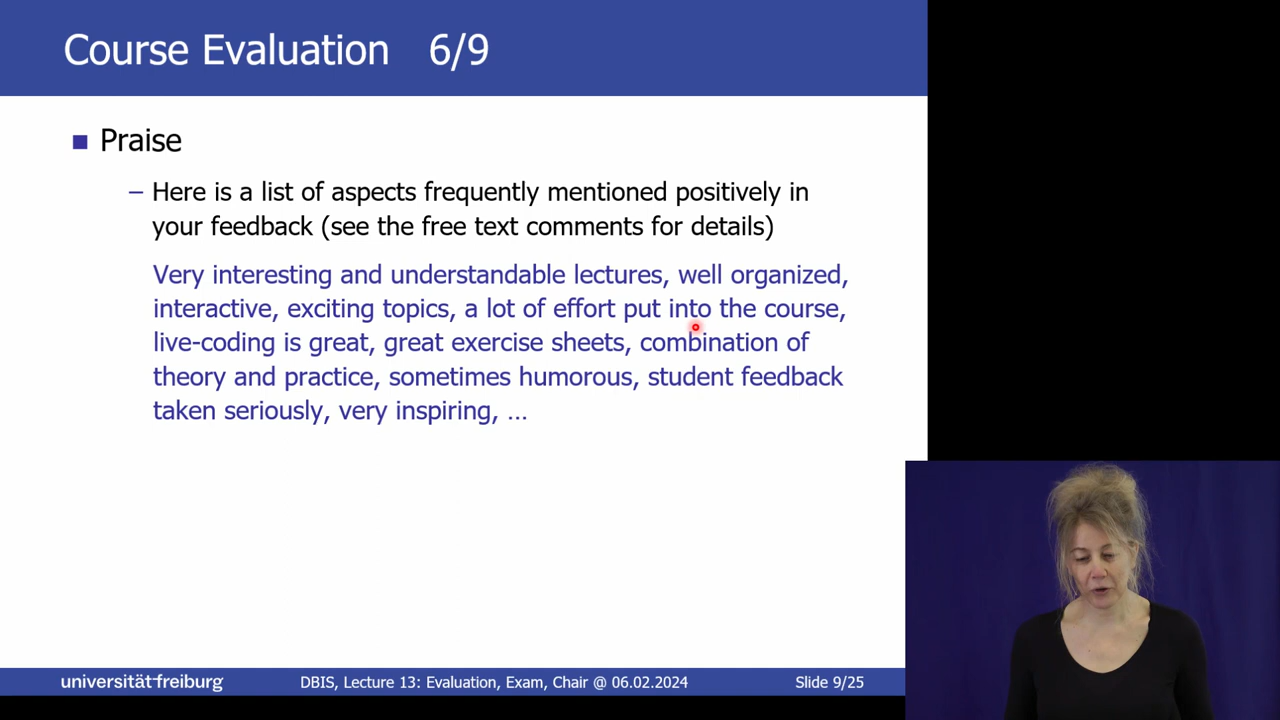 Course Evaluation 6/9
Praise
– Here is a list of aspects frequently mentioned positively in
your feedback (see the free text comments for details)
Very interesting and understandable lectures, well organized,
interactive, exciting topics, a lot of effort put into the course,
live-coding is great, great exercise sheets, combination of
theory and practice, sometimes humorous, student feedback
taken seriously, very inspiring, …
universität freiburg
DBIS, Lecture 13: Evaluation, Exam, Chair @ 06.02.2024
Slide 9/25